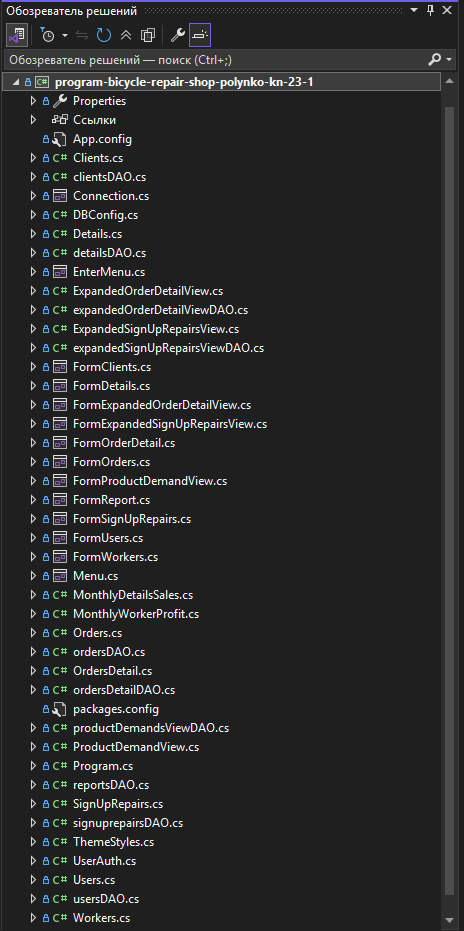 Обозреватель решений
Обозреватель решений — поиск (Ctrl+;)
program-bicycle-repair-shop-polynko-kn-23-1
Properties
Ссылки
App.config
C# Clients.cs
C# clientsDAO.cs
Connection.cs
C# DBConfig.cs
C# Details.cs
C# detailsDAO.cs
EnterMenu.cs
C# ExpandedOrderDetailView.cs
C# expandedOrderDetailViewDAO.cs
C# ExpandedSignUpRepairsView.cs
C# expandedSignUpRepairsViewDAO.cs
FormClients.cs
FormDetails.cs
FormExpandedOrderDetailView.cs
FormExpandedSignUpRepairsView.cs
FormOrderDetail.cs
FormOrders.cs
FormProductDemandView.cs
FormReport.cs
FormSignUpRepairs.cs
FormUsers.cs
FormWorkers.cs
Menu.cs
C# MonthlyDetailsSales.cs
C# MonthlyWorkerProfit.cs
C# Orders.cs
C# ordersDAO.cs
C# OrdersDetail.cs
C# ordersDetailDAO.cs
packages.config
C# productDemandsViewDAO.cs
C# ProductDemandView.cs
C# Program.cs
C# reportsDAO.cs
C# SignUpRepairs.cs
C# signuprepairsDAO.cs
C# ThemeStyles.cs
C# UserAuth.cs
C# Users.cs
C# usersDAO.cs
C# Workers.cs